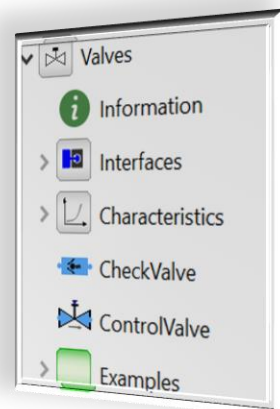 Valves
Information
Interfaces
Characteristics
CheckValve
ControlValve
Examples